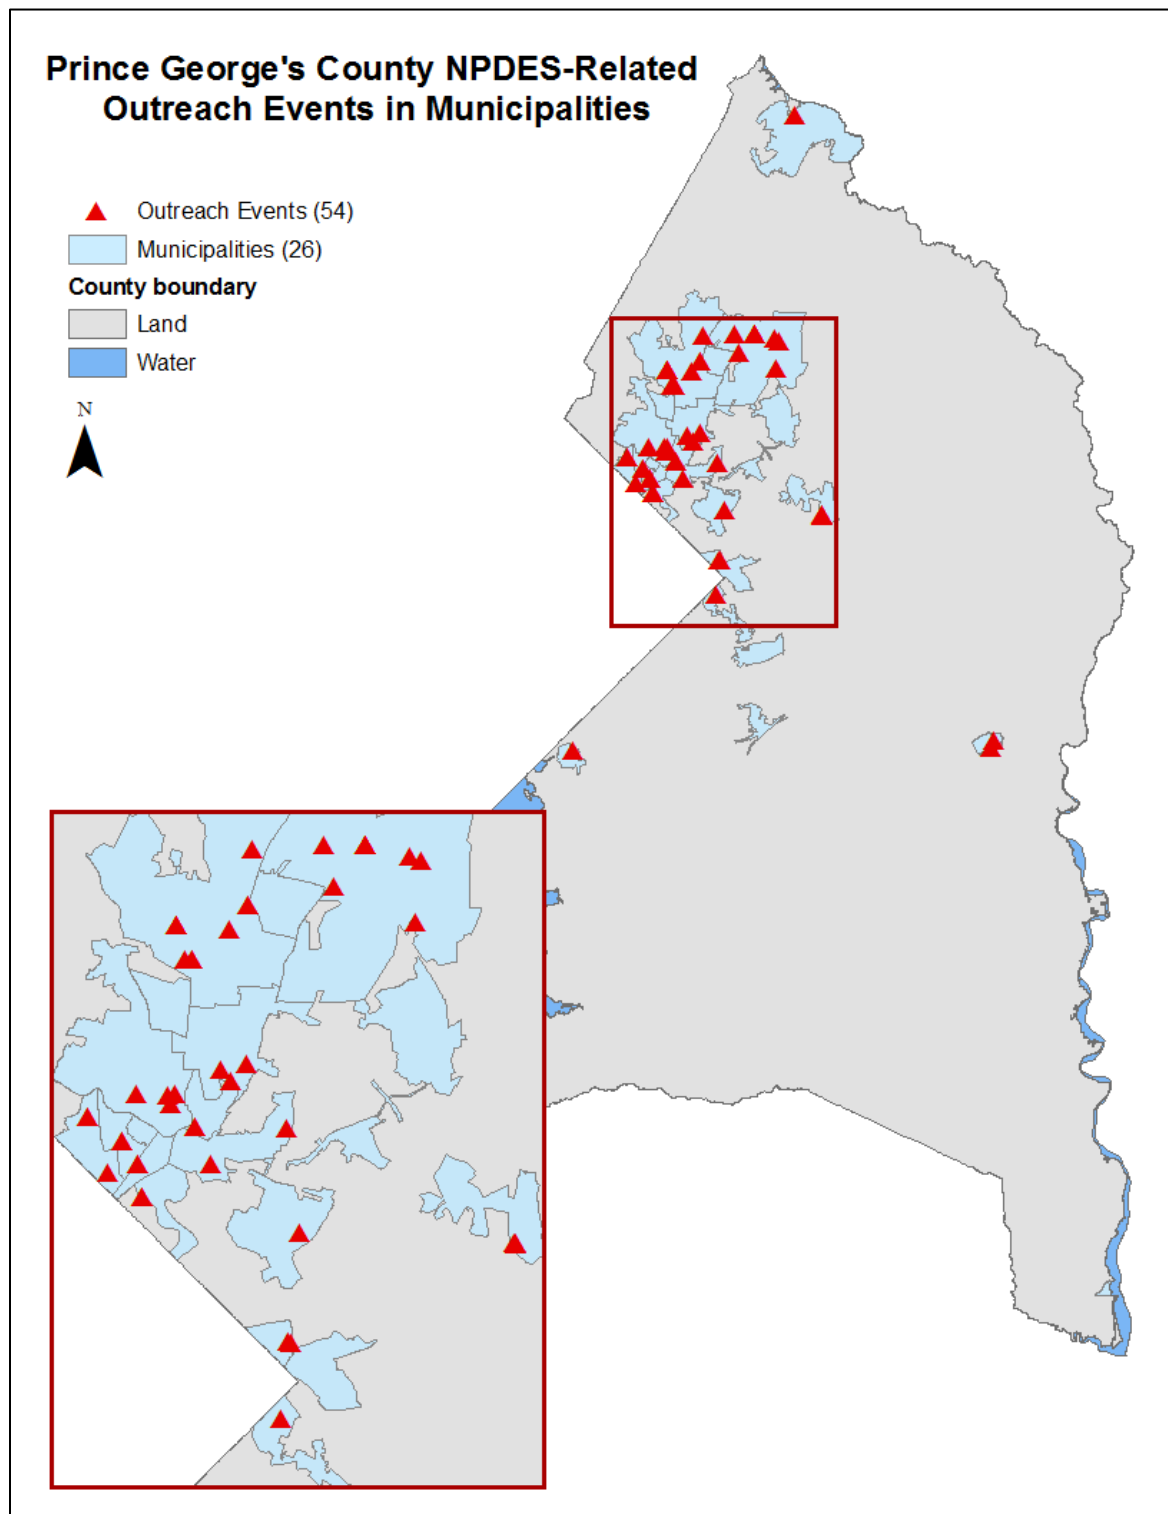 Prince George's County NPDES-Related
Outreach Events in Municipalities
Outreach Events (54)
Municipalities (26)
County boundary
Land
Water
N